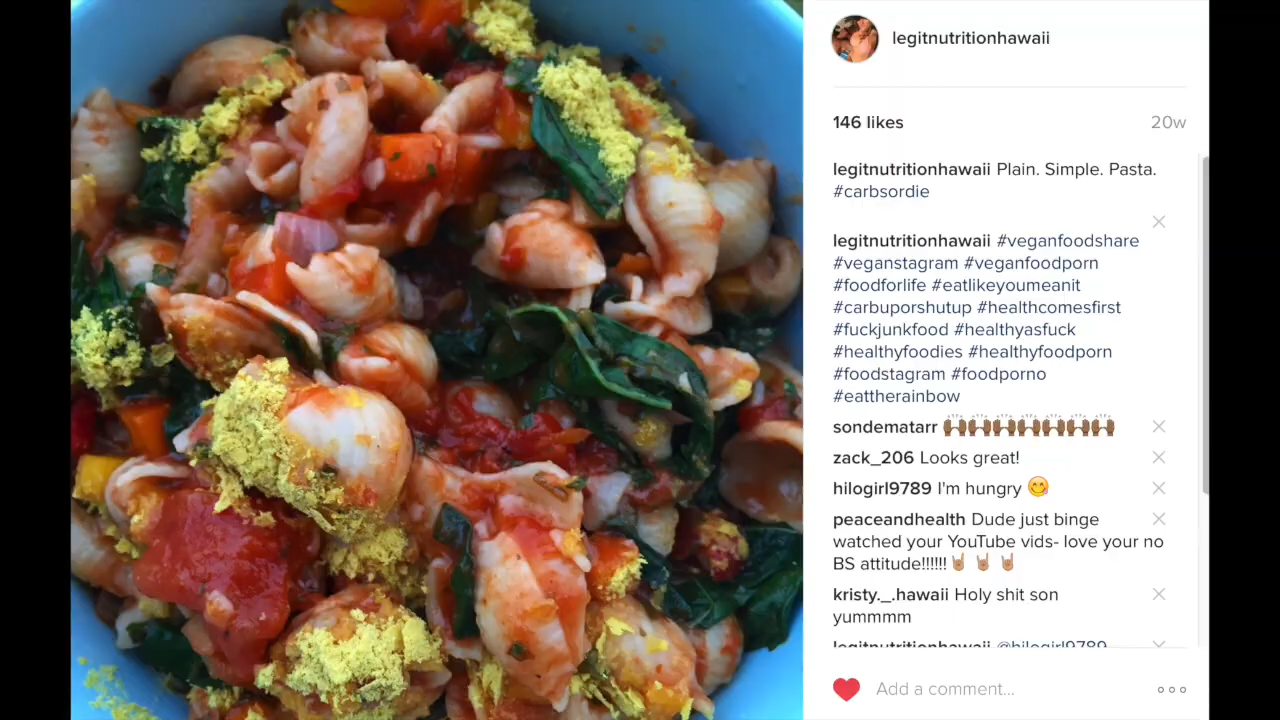 legitnutritionhawaii
146 likes
20w
legitnutritionhawaii Plain. Simple. Pasta.
#carbsordie
legitnutritionhawaii #veganfoodshare
#veganstagram #veganfoodporn
#foodforlife #eatlikeyoumeanit
#carbuporshutup #healthcomesfirst
#fuckjunkfood #healthyasfuck
#healthyfoodies #healthyfoodporn
#foodstagram #foodporno
#eattherainbow
sondematarr 🙌🏾🙌🏾🙌🏾🙌🏾🙌🏾🙌🏾🙌🏾
zack_206 Looks great!
hilogirl9789 I'm hungry 😋
peaceandhealth Dude just binge
watched your YouTube vids- love your no
BS attitude!!!!!!🤘🏽🤘🏽🤘🏽
kristy._.hawaii Holy shit son
yummmm
legitnutritionhawaii @hilogirl9789
Add a comment...